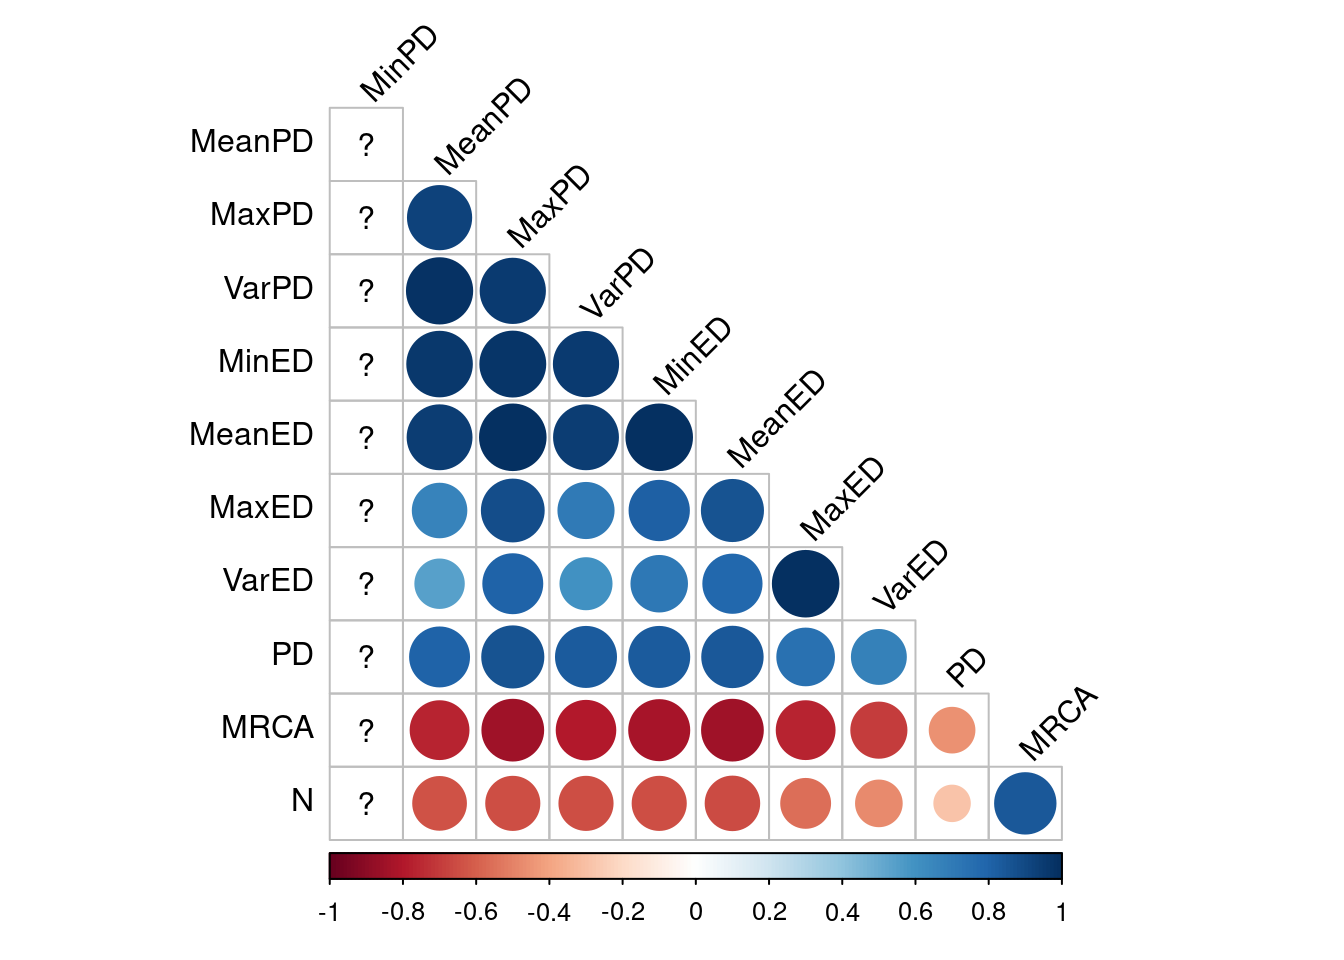 MinPD
MeanPD ? MeanPD
MaxPD ? MaxPD
VarPD ? VarPD
MinED ? MinED
MeanED ? MeanED
MaxED ? MaxED
VarED ? VarED
PD ? PD
MRCA ? MRCA
N ?
-1 -0.8 -0.6 -0.4 -0.2 0 0.2 0.4 0.6 0.8 1